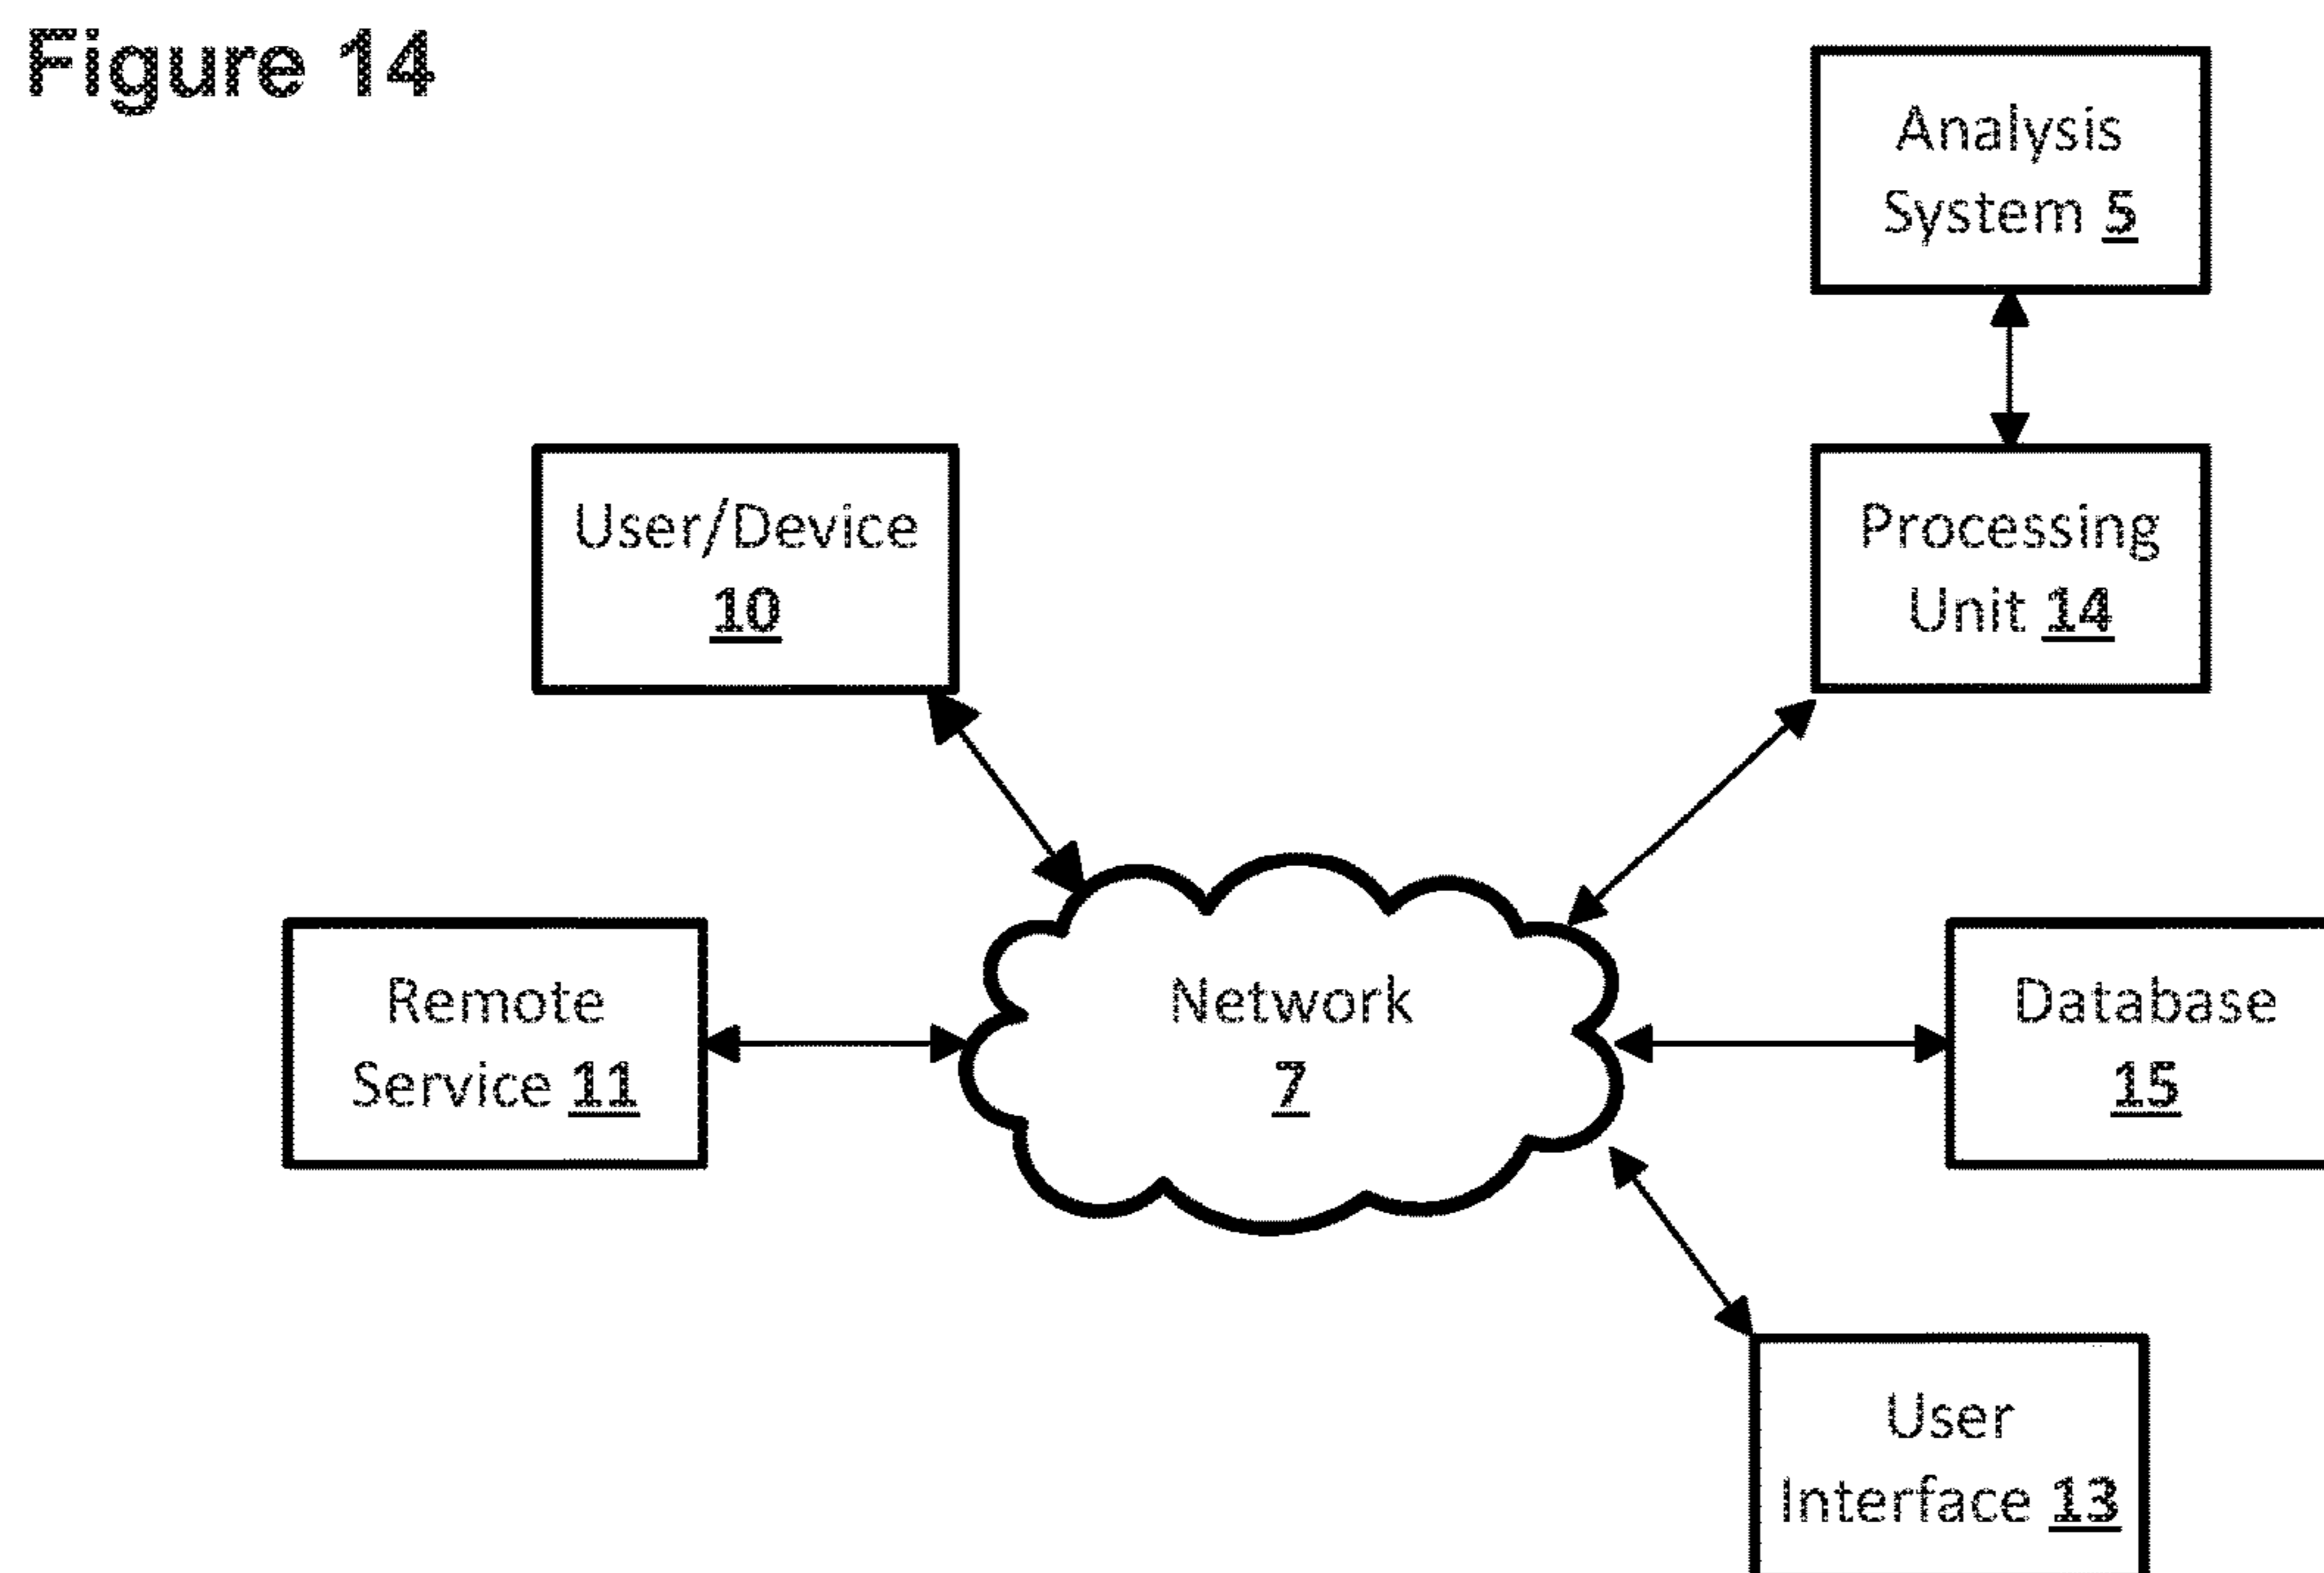 Figure 14
Analysis
System 5
User/Device
10
Processing
Unit 14
Remote
Service 11
Network
7
Database
15
User
Interface 13